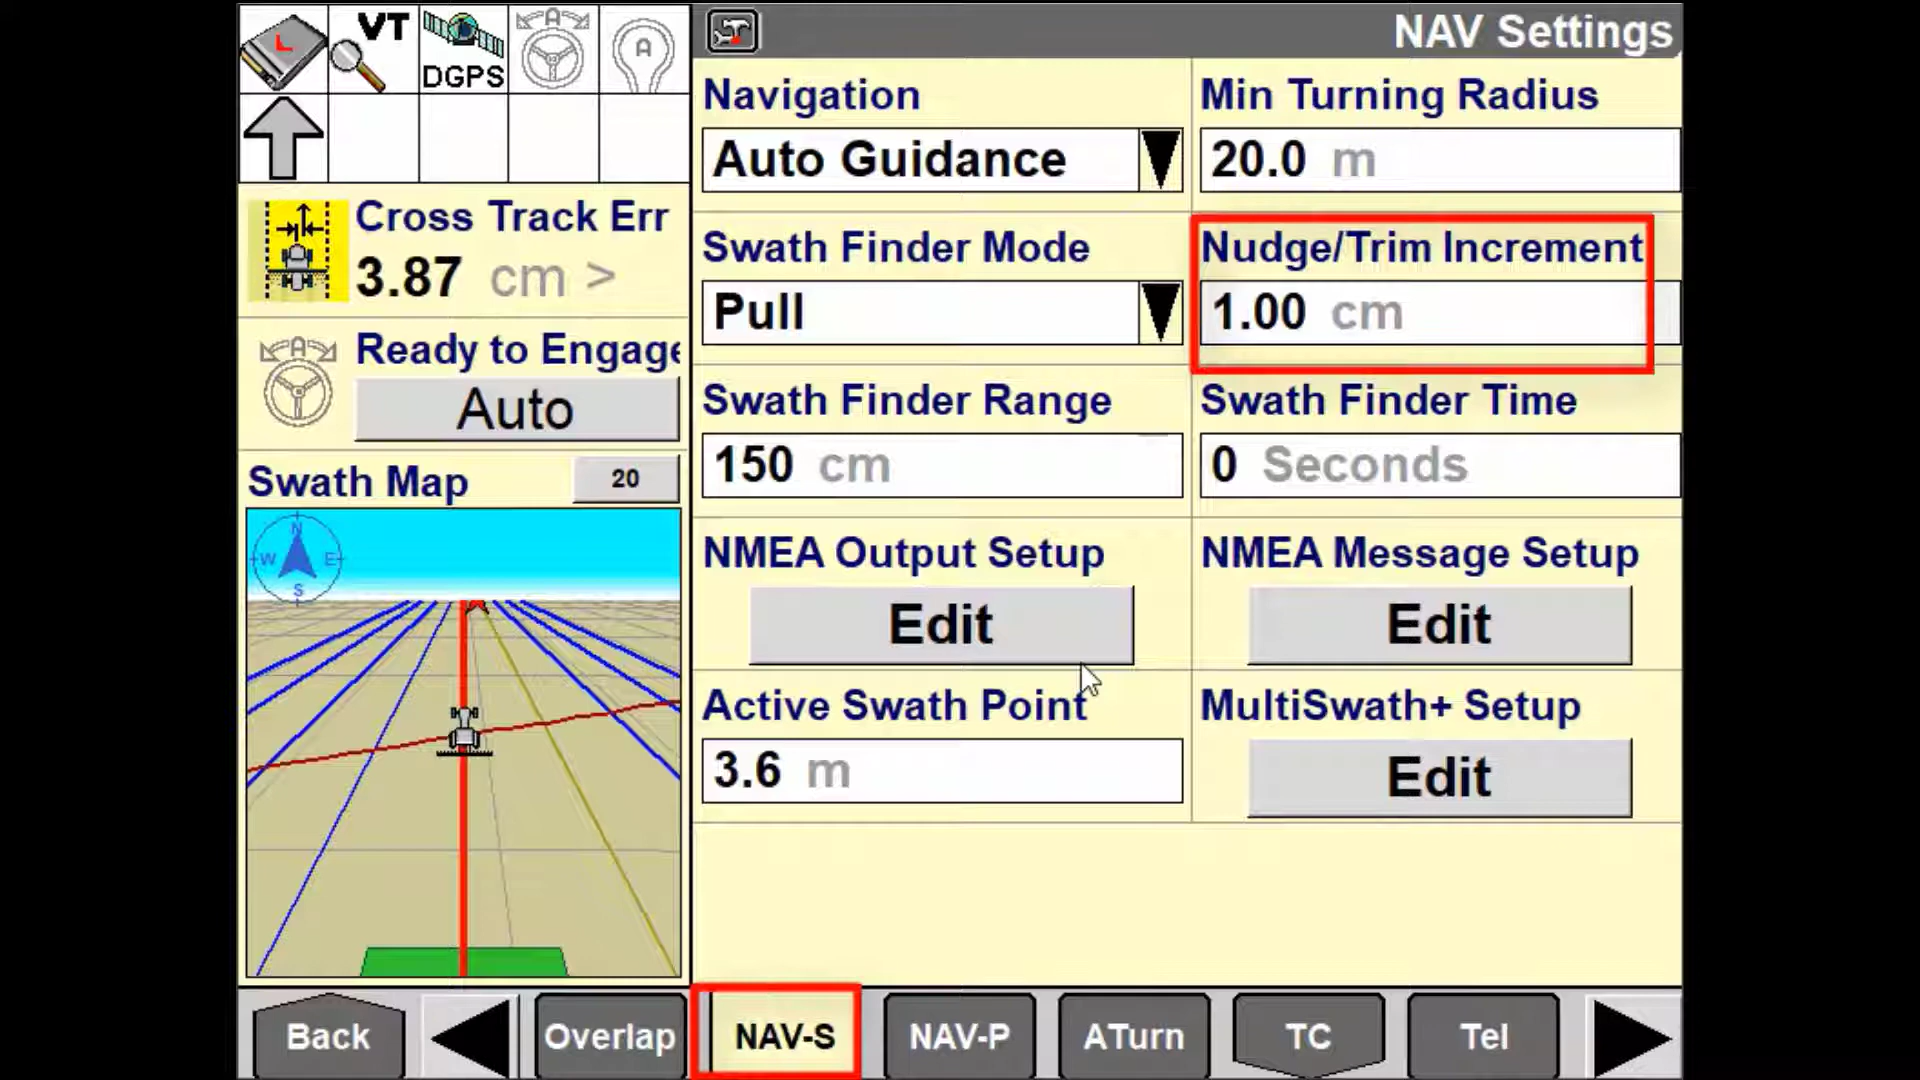 VT
DGPS
NAV Settings
L
A
A
Navigation
Auto Guidance
Min Turning Radius
20.0 m
Cross Track Err
3.87 cm >
Swath Finder Mode
Pull
Nudge/Trim Increment
1.00 cm
A
Ready to Engage
Auto
Swath Finder Range
150 cm
Swath Finder Time
0 Seconds
Swath Map
20
N
W E
S
NMEA Output Setup
Edit
NMEA Message Setup
Edit
Active Swath Point
3.6 m
MultiSwath+ Setup
Edit
Back
Overlap
NAV-S
NAV-P
ATurn
TC
Tel